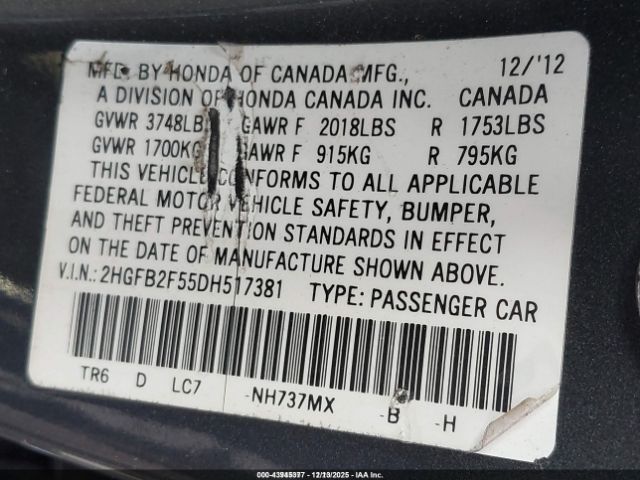 MFD. BY HONDA OF CANADA MFG., 12/'12
A DIVISION OF HONDA CANADA INC. CANADA
GVWR 3748LB GAWR F 2018LBS R 1753LBS
GVWR 1700KG GAWR F 915KG R 795KG
THIS VEHICLE CONFORMS TO ALL APPLICABLE
FEDERAL MOTOR VEHICLE SAFETY, BUMPER,
AND THEFT PREVENTION STANDARDS IN EFFECT
ON THE DATE OF MANUFACTURE SHOWN ABOVE.
V.I.N.: 2HGFB2F55DH517381 TYPE: PASSENGER CAR
TR6 D LC7 -NH737MX -B -H
© - 43945377 - 12/13/2025 - IAA Inc.